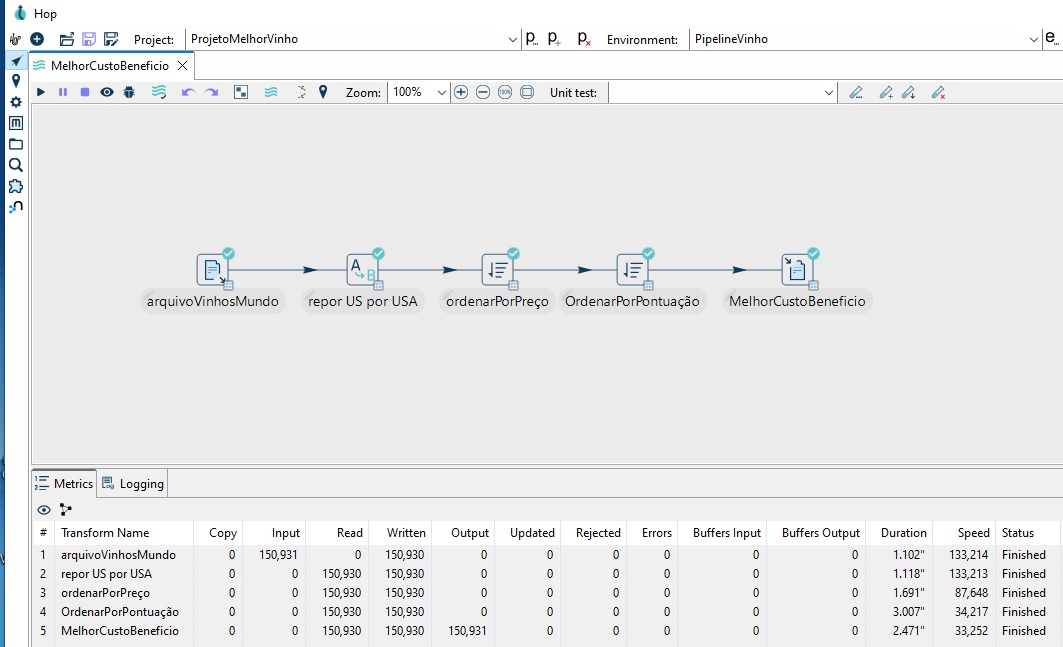 Hop
Project: ProjetoMelhorVinho P... P+ Px Environment: PipelineVinho e...
MelhorCustoBeneficio
Zoom: 100% 100% Unit test:
A B
arquivoVinhosMundo repor US por USA ordenarPorPreço OrdenarPorPontuação MelhorCustoBeneficio
Metrics Logging
# Transform Name Copy Input Read Written Output Updated Rejected Errors Buffers Input Buffers Output Duration Speed Status
1 arquivoVinhosMundo 0 150,931 0 150,930 0 0 0 0 0 0 1.102" 133,214 Finished
2 repor US por USA 0 0 150,930 150,930 0 0 0 0 0 0 1.118" 133,213 Finished
3 ordenarPorPreço 0 0 150,930 150,930 0 0 0 0 0 0 1.691" 87,648 Finished
4 OrdenarPorPontuação 0 0 150,930 150,930 0 0 0 0 0 0 3.007" 34,217 Finished
5 MelhorCustoBeneficio 0 0 150,930 150,930 150,931 0 0 0 0 0 2.471" 33,252 Finished